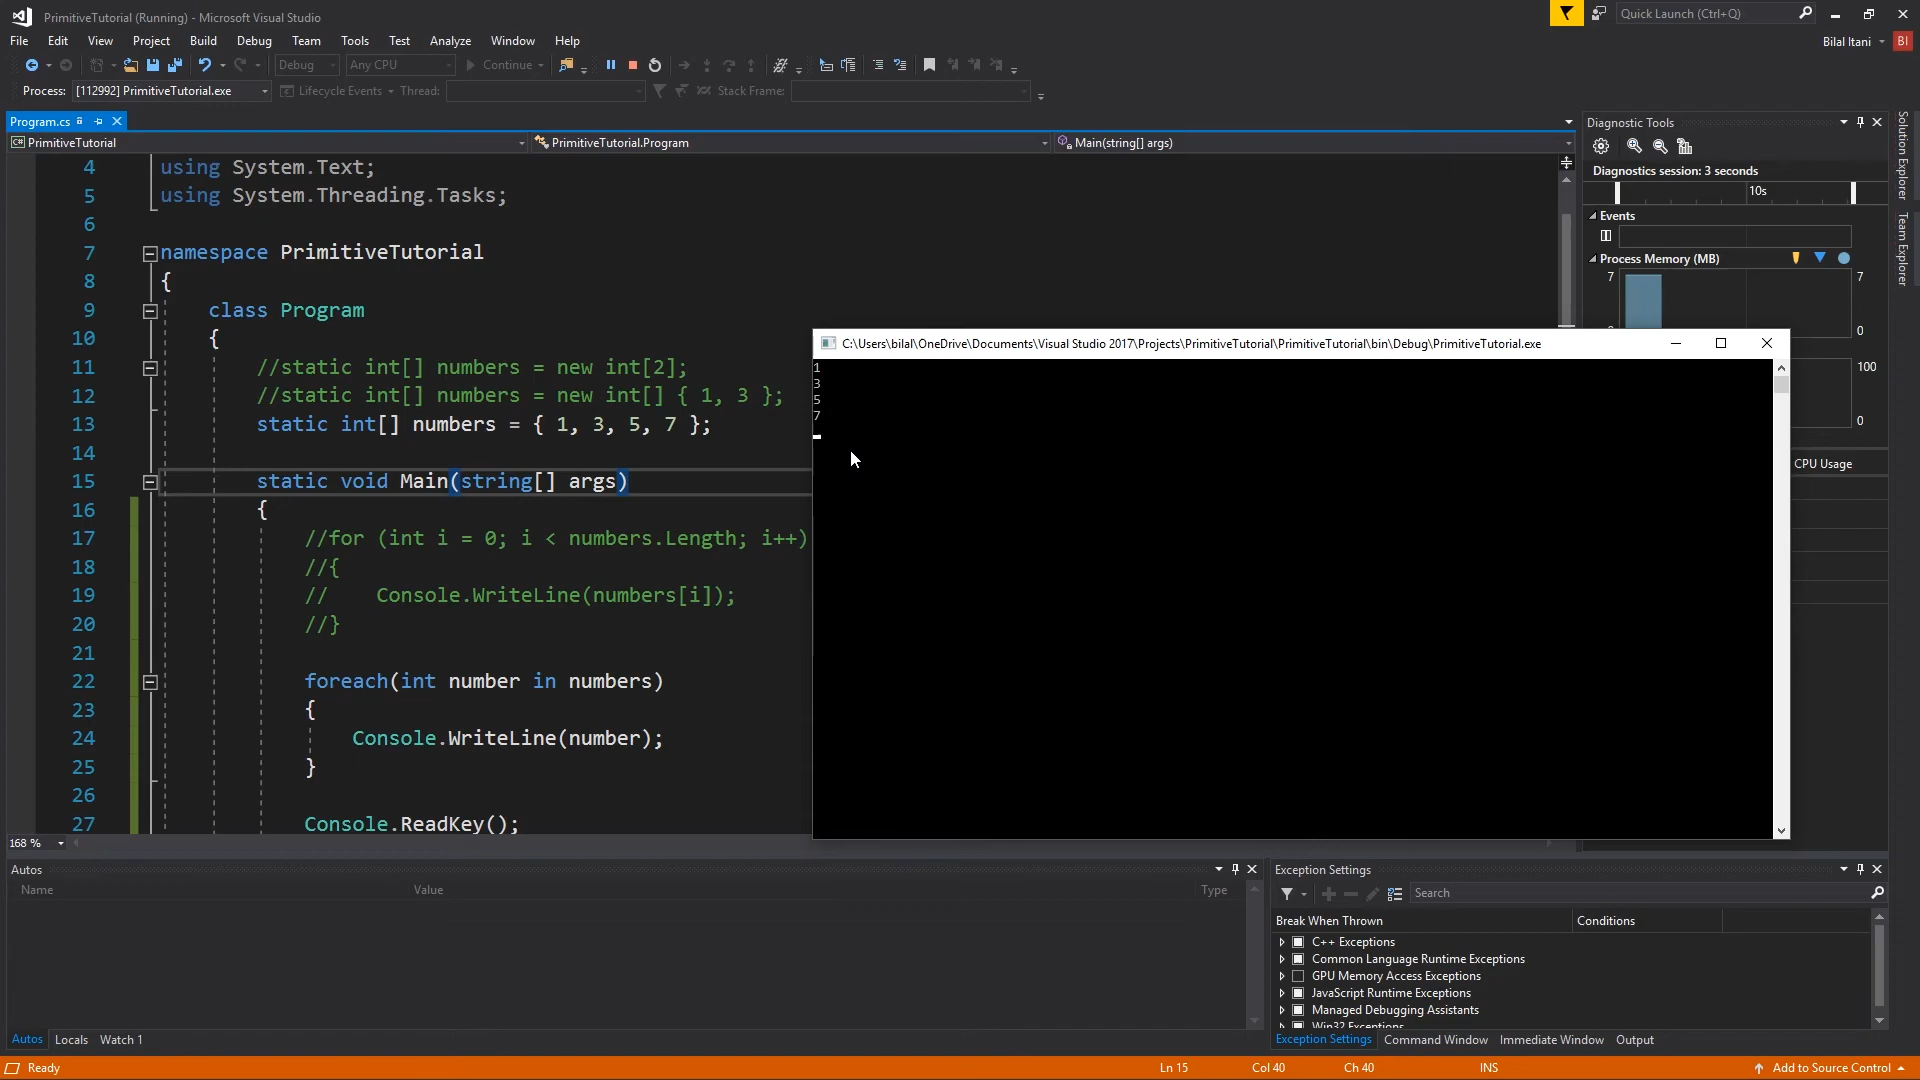 PrimitiveTutorial (Running) - Microsoft Visual Studio
Quick Launch (Ctrl+Q)
File Edit View Project Build Debug Team Tools Test Analyze Window Help
Bilal Itani BI
Debug Any CPU Continue
Process: [112992] PrimitiveTutorial.exe Lifecycle Events Thread: Stack Frame:
Program.cs
C# PrimitiveTutorial PrimitiveTutorial.Program Main(string[] args)
4 using System.Text;
5 using System.Threading.Tasks;
6
7 namespace PrimitiveTutorial
8 {
9 class Program
10 {
11 //static int[] numbers = new int[2];
12 //static int[] numbers = new int[] { 1, 3 };
13 static int[] numbers = { 1, 3, 5, 7 };
14
15 static void Main(string[] args)
16 {
17 //for (int i = 0; i < numbers.Length; i++)
18 //{
19 // Console.WriteLine(numbers[i]);
20 //}
21
22 foreach(int number in numbers)
23 {
24 Console.WriteLine(number);
25 }
26
27 Console.ReadKey();
168 %
C:\Users\bilal\OneDrive\Documents\Visual Studio 2017\Projects\PrimitiveTutorial\PrimitiveTutorial\bin\Debug\PrimitiveTutorial.exe
1
3
5
7
Diagnostic Tools
Diagnostics session: 3 seconds
10s
Events
Process Memory (MB)
7 7
0
100
0
CPU Usage
Solution Explorer
Team Explorer
Autos
Name Value Type
Autos Locals Watch 1
Exception Settings
Search
Break When Thrown Conditions
C++ Exceptions
Common Language Runtime Exceptions
GPU Memory Access Exceptions
JavaScript Runtime Exceptions
Managed Debugging Assistants
Win32 Exceptions
Exception Settings Command Window Immediate Window Output
Ready Ln 15 Col 40 Ch 40 INS Add to Source Control